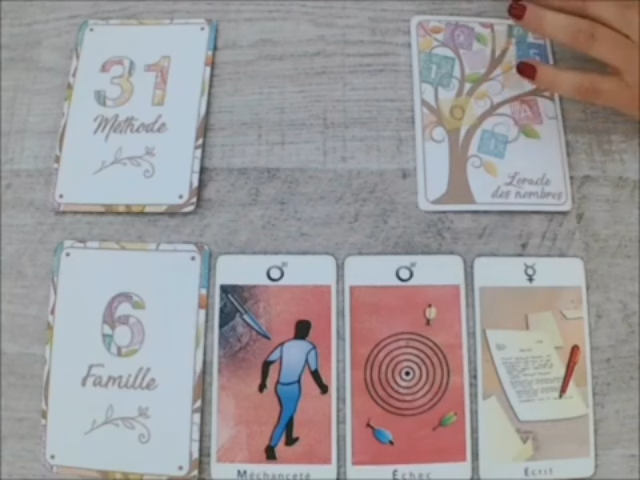 31
Méthode
L'oracle
des nombres
6
Famille
Méchanceté
Échec
Écrit